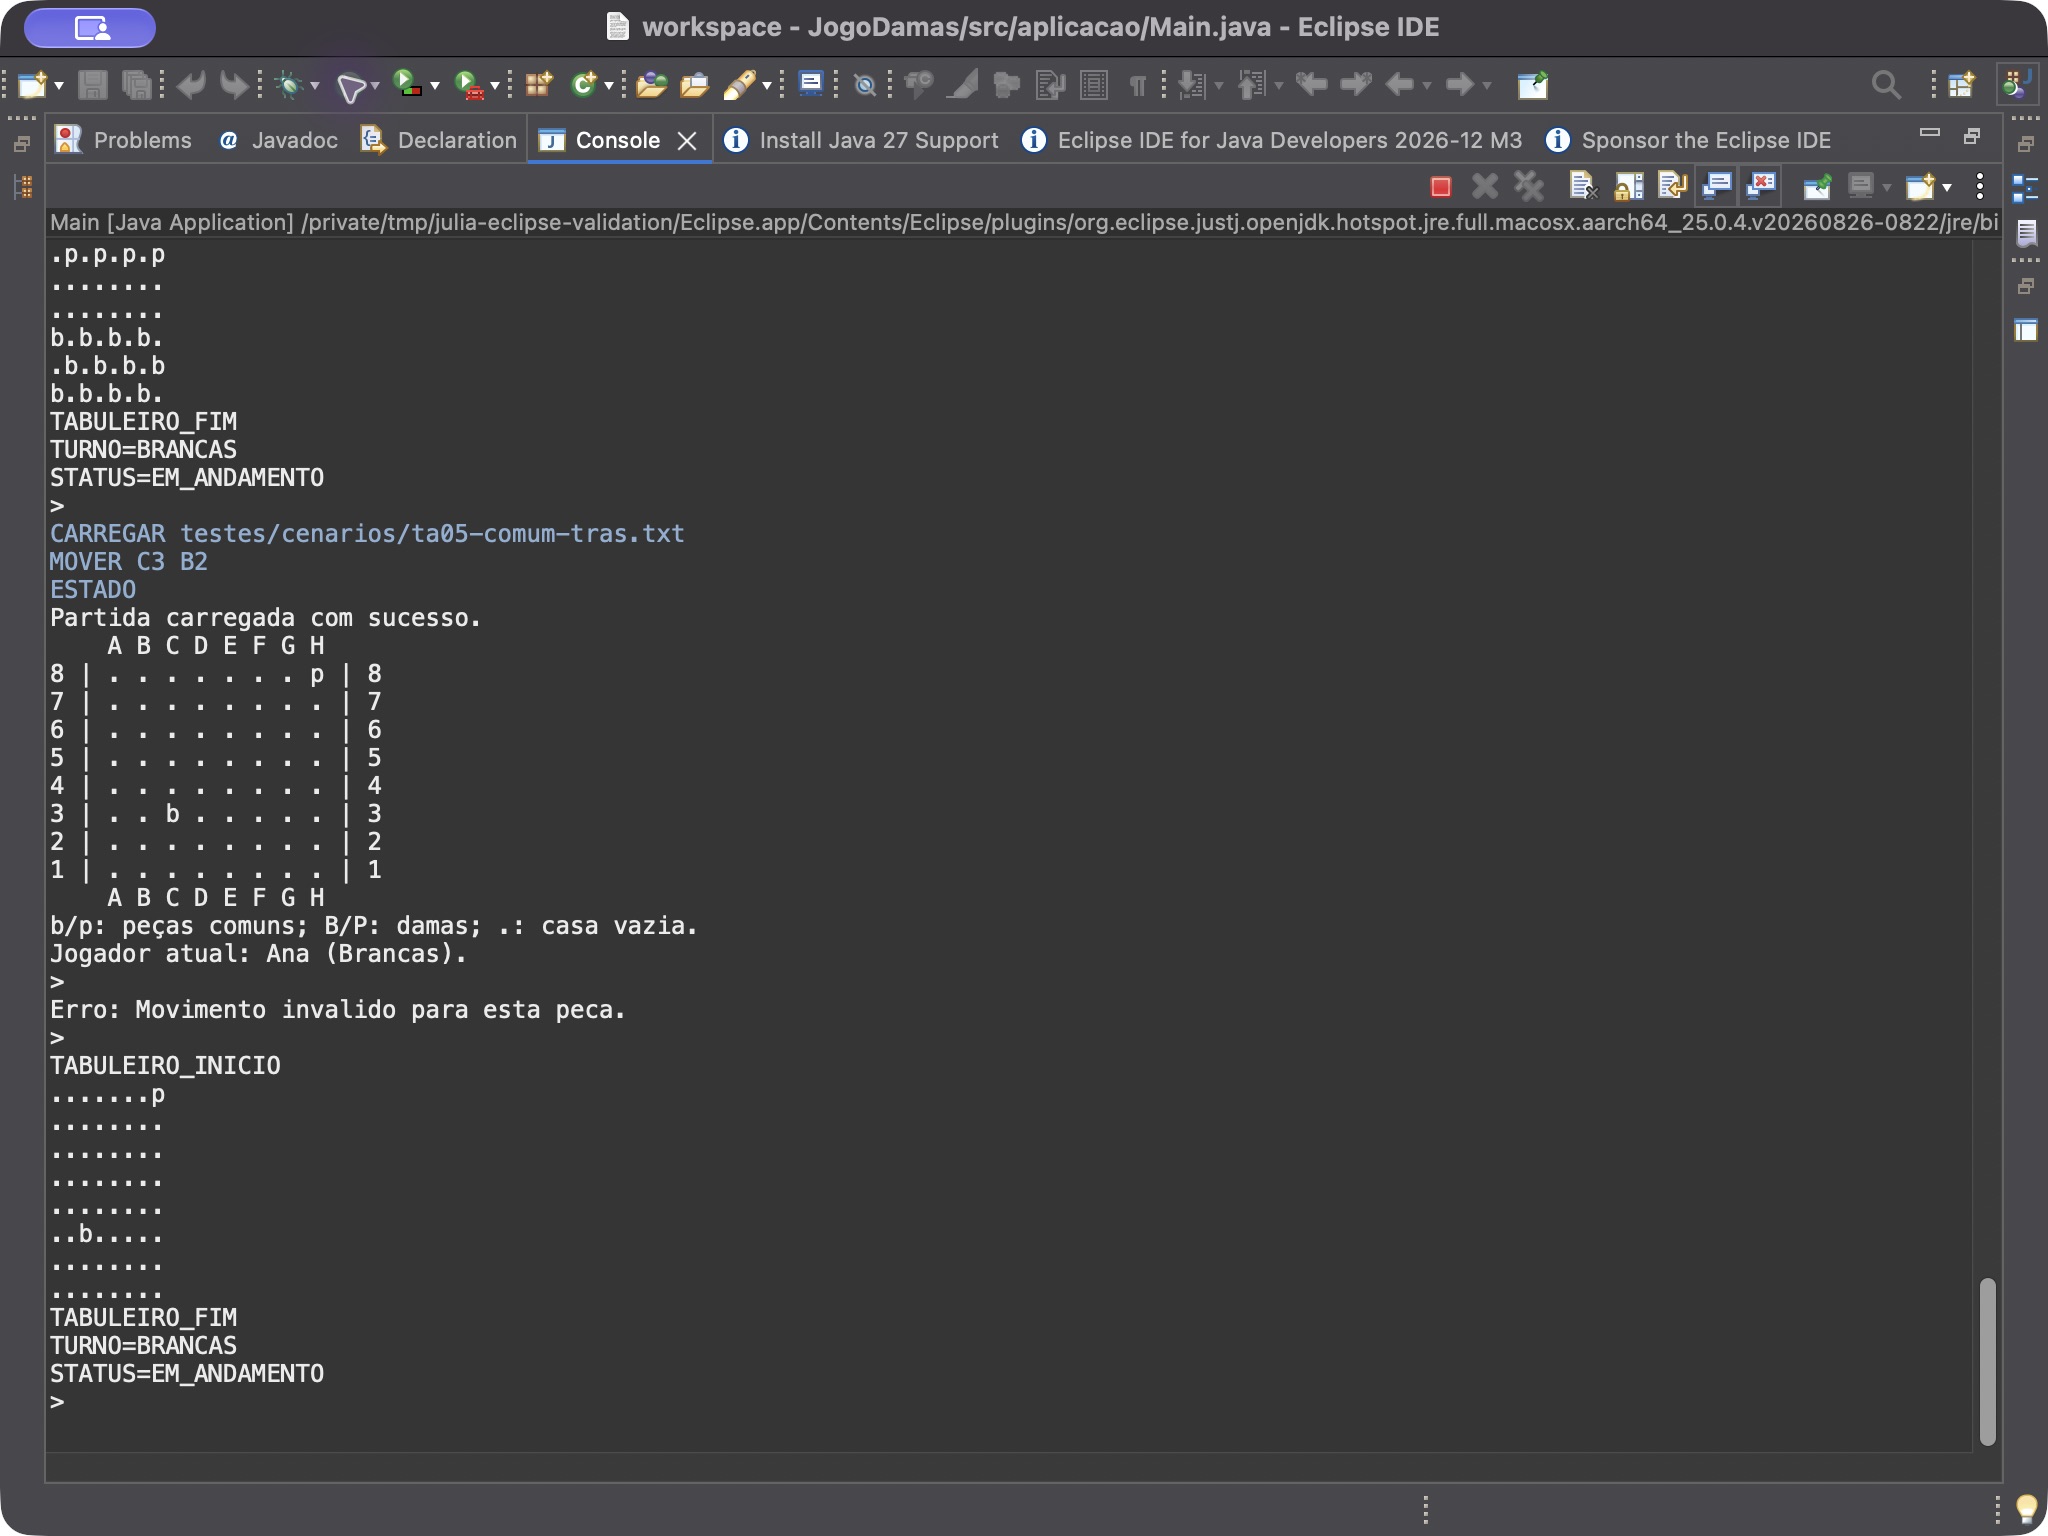 workspace - JogoDamas/src/aplicacao/Main.java - Eclipse IDE
Problems @ Javadoc Declaration Console Install Java 27 Support Eclipse IDE for Java Developers 2026-12 M3 Sponsor the Eclipse IDE
Main [Java Application] /private/tmp/julia-eclipse-validation/Eclipse.app/Contents/Eclipse/plugins/org.eclipse.justj.openjdk.hotspot.jre.full.macosx.aarch64_25.0.4.v20260826-0822/jre/bi
.p.p.p.p
........
........
b.b.b.b.
.b.b.b.b
b.b.b.b.
TABULEIRO_FIM
TURNO=BRANCAS
STATUS=EM_ANDAMENTO
>
CARREGAR testes/cenarios/ta05-comum-tras.txt
MOVER C3 B2
ESTADO
Partida carregada com sucesso.
    A B C D E F G H
8 | . . . . . . . p | 8
7 | . . . . . . . . | 7
6 | . . . . . . . . | 6
5 | . . . . . . . . | 5
4 | . . . . . . . . | 4
3 | . . b . . . . . | 3
2 | . . . . . . . . | 2
1 | . . . . . . . . | 1
    A B C D E F G H
b/p: peças comuns; B/P: damas; .: casa vazia.
Jogador atual: Ana (Brancas).
>
Erro: Movimento invalido para esta peca.
>
TABULEIRO_INICIO
.......p
........
........
........
........
..b.....
........
........
TABULEIRO_FIM
TURNO=BRANCAS
STATUS=EM_ANDAMENTO
>